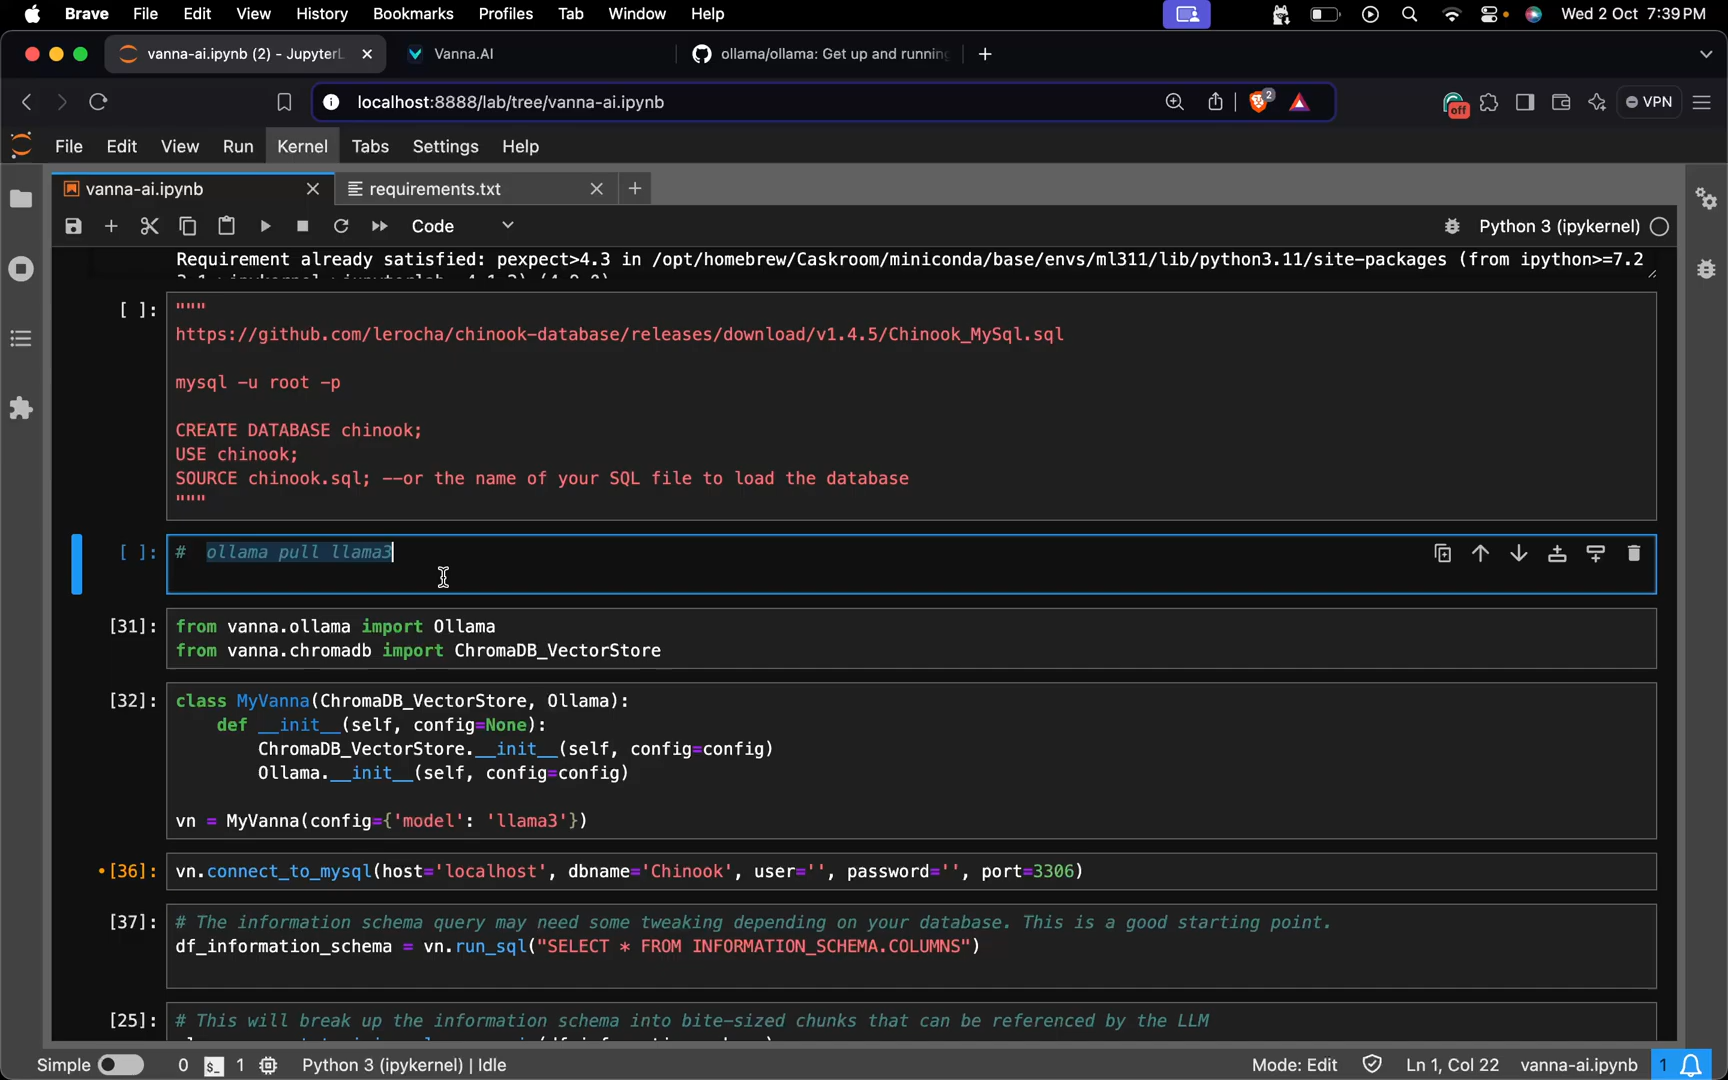 Brave File Edit View History Bookmarks Profiles Tab Window Help Wed 2 Oct 7:39 PM
vanna-ai.ipynb (2) - JupyterL Vanna.AI ollama/ollama: Get up and running
localhost:8888/lab/tree/vanna-ai.ipynb 2 off VPN
File Edit View Run Kernel Tabs Settings Help
vanna-ai.ipynb requirements.txt
Code Python 3 (ipykernel)
Requirement already satisfied: pexpect>4.3 in /opt/homebrew/Caskroom/miniconda/base/envs/ml311/lib/python3.11/site-packages (from ipython>=7.2
[ ]: """
https://github.com/lerocha/chinook-database/releases/download/v1.4.5/Chinook_MySql.sql
mysql -u root -p
CREATE DATABASE chinook;
USE chinook;
SOURCE chinook.sql; --or the name of your SQL file to load the database
"""
[ ]: # ollama pull llama3
[31]: from vanna.ollama import Ollama
from vanna.chromadb import ChromaDB_VectorStore
[32]: class MyVanna(ChromaDB_VectorStore, Ollama):
def __init__(self, config=None):
ChromaDB_VectorStore.__init__(self, config=config)
Ollama.__init__(self, config=config)
vn = MyVanna(config={'model': 'llama3'})
•[36]: vn.connect_to_mysql(host='localhost', dbname='Chinook', user='', password='', port=3306)
[37]: # The information schema query may need some tweaking depending on your database. This is a good starting point.
df_information_schema = vn.run_sql("SELECT * FROM INFORMATION_SCHEMA.COLUMNS")
[25]: # This will break up the information schema into bite-sized chunks that can be referenced by the LLM
Simple 0 $_ 1 Python 3 (ipykernel) | Idle Mode: Edit Ln 1, Col 22 vanna-ai.ipynb 1